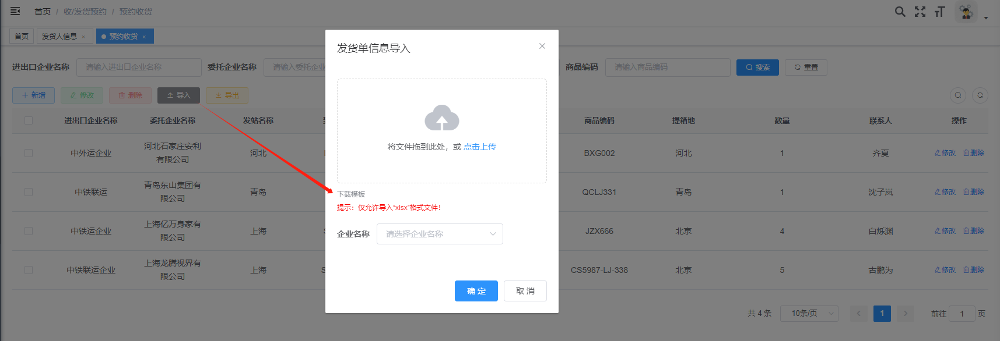 首页 / 收/发货预约 / 预约收货
首页 发货人信息 × 预约收货 ×
发货单信息导入
进出口企业名称 请输入进出口企业名称 委托企业名称 请输入委托企业 商品编码 请输入商品编码 搜索 重置
新增 修改 删除 导入 导出
将文件拖到此处，或 点击上传
下载模板
提示：仅允许导入“xlsx”格式文件！
企业名称 请选择企业名称
确 定 取 消
进出口企业名称 委托企业名称 发站名称 商品编码 提箱地 数量 联系人 操作
中外运企业 河北石家庄安利有限公司 河北 BXG002 河北 1 齐夏 修改 删除
中铁联运 青岛东山集团有限公司 青岛 QCLJ331 青岛 1 沈子岚 修改 删除
中铁运企业 上海亿万身家有限公司 上海 JZX666 北京 4 白烁渊 修改 删除
中铁联运企业 上海龙腾视界有限公司 上海 CS5987-LJ-338 北京 5 古鹏为 修改 删除
共 4 条 10条/页 1 前往 1 页